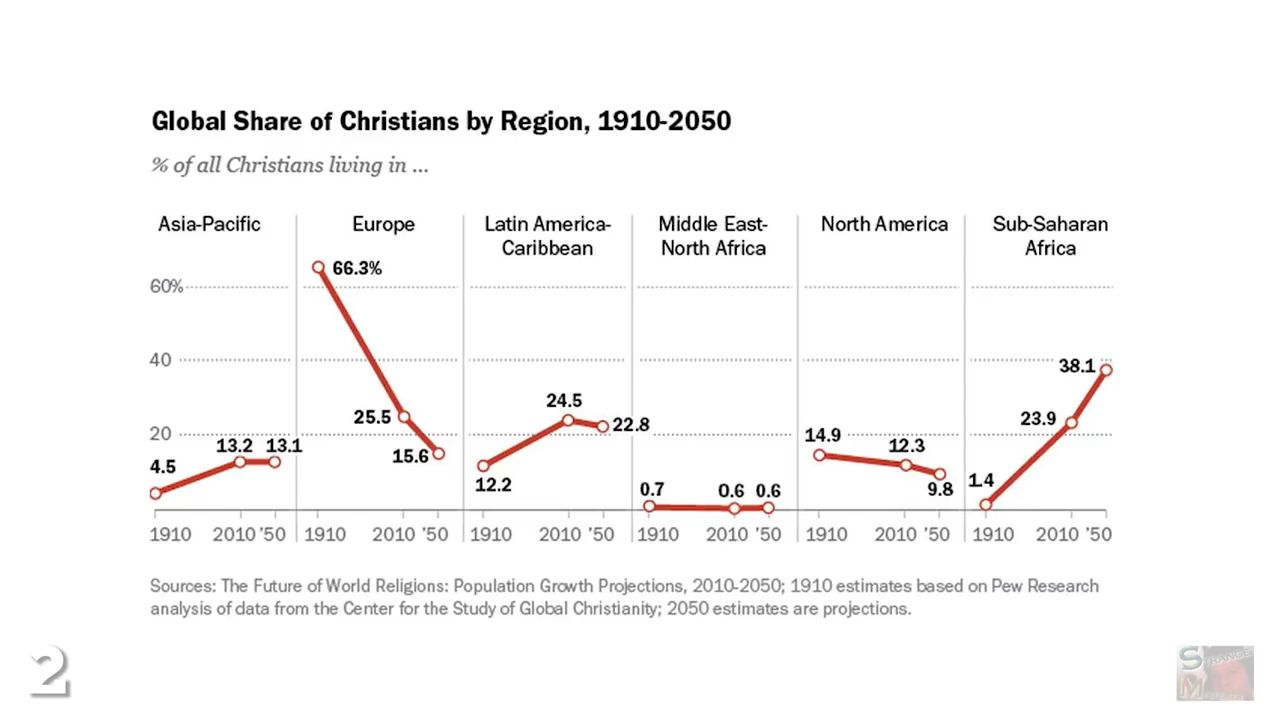 Global Share of Christians by Region, 1910-2050
% of all Christians living in ...
Asia-Pacific
Europe
Latin America-
Caribbean
Middle East-
North Africa
North America
Sub-Saharan
Africa
60%
40
20
4.5
13.2
13.1
66.3%
25.5
15.6
12.2
24.5
22.8
0.7
0.6
0.6
14.9
12.3
9.8
1.4
23.9
38.1
1910 2010 '50
1910 2010 '50
1910 2010 '50
1910 2010 '50
1910 2010 '50
1910 2010 '50
Sources: The Future of World Religions: Population Growth Projections, 2010-2050; 1910 estimates based on Pew Research
analysis of data from the Center for the Study of Global Christianity; 2050 estimates are projections.
2
STRANGE